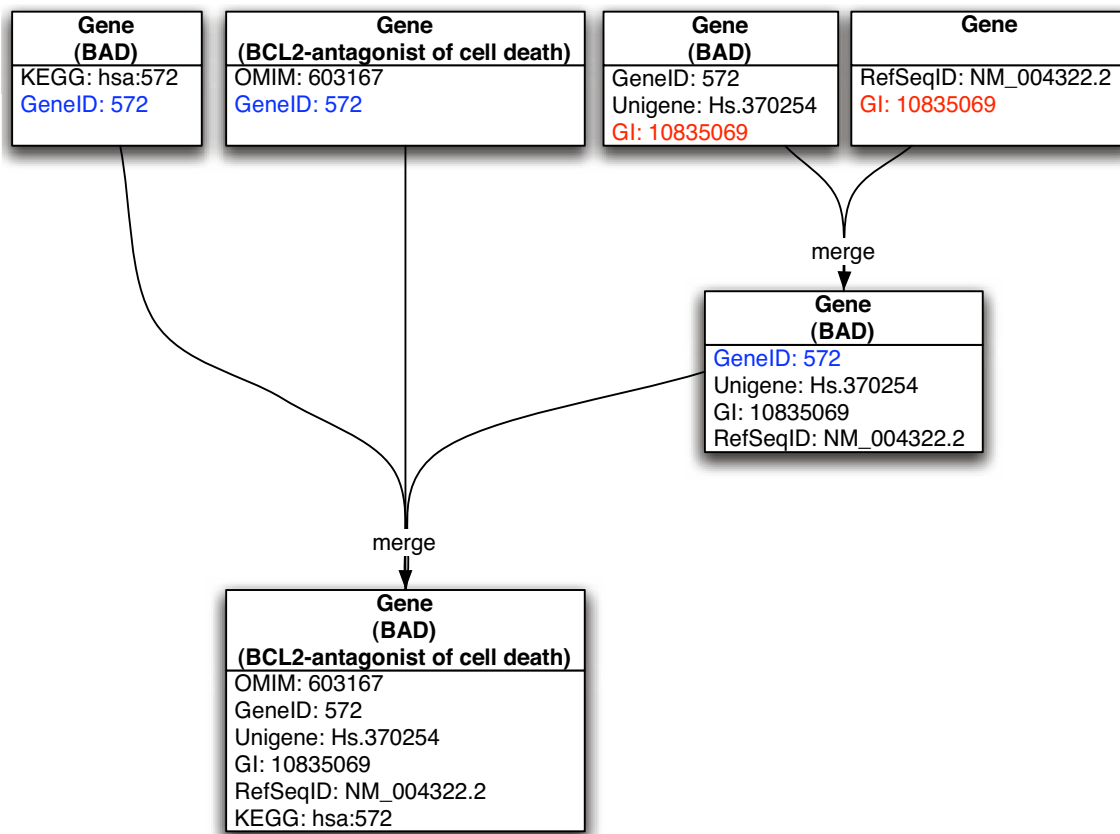 Gene
(BAD)
KEGG: hsa:572
GeneID: 572
Gene
(BCL2-antagonist of cell death)
OMIM: 603167
GeneID: 572
Gene
(BAD)
GeneID: 572
Unigene: Hs.370254
GI: 10835069
Gene
RefSeqID: NM_004322.2
GI: 10835069
merge
Gene
(BAD)
GeneID: 572
Unigene: Hs.370254
GI: 10835069
RefSeqID: NM_004322.2
merge
Gene
(BAD)
(BCL2-antagonist of cell death)
OMIM: 603167
GeneID: 572
Unigene: Hs.370254
GI: 10835069
RefSeqID: NM_004322.2
KEGG: hsa:572